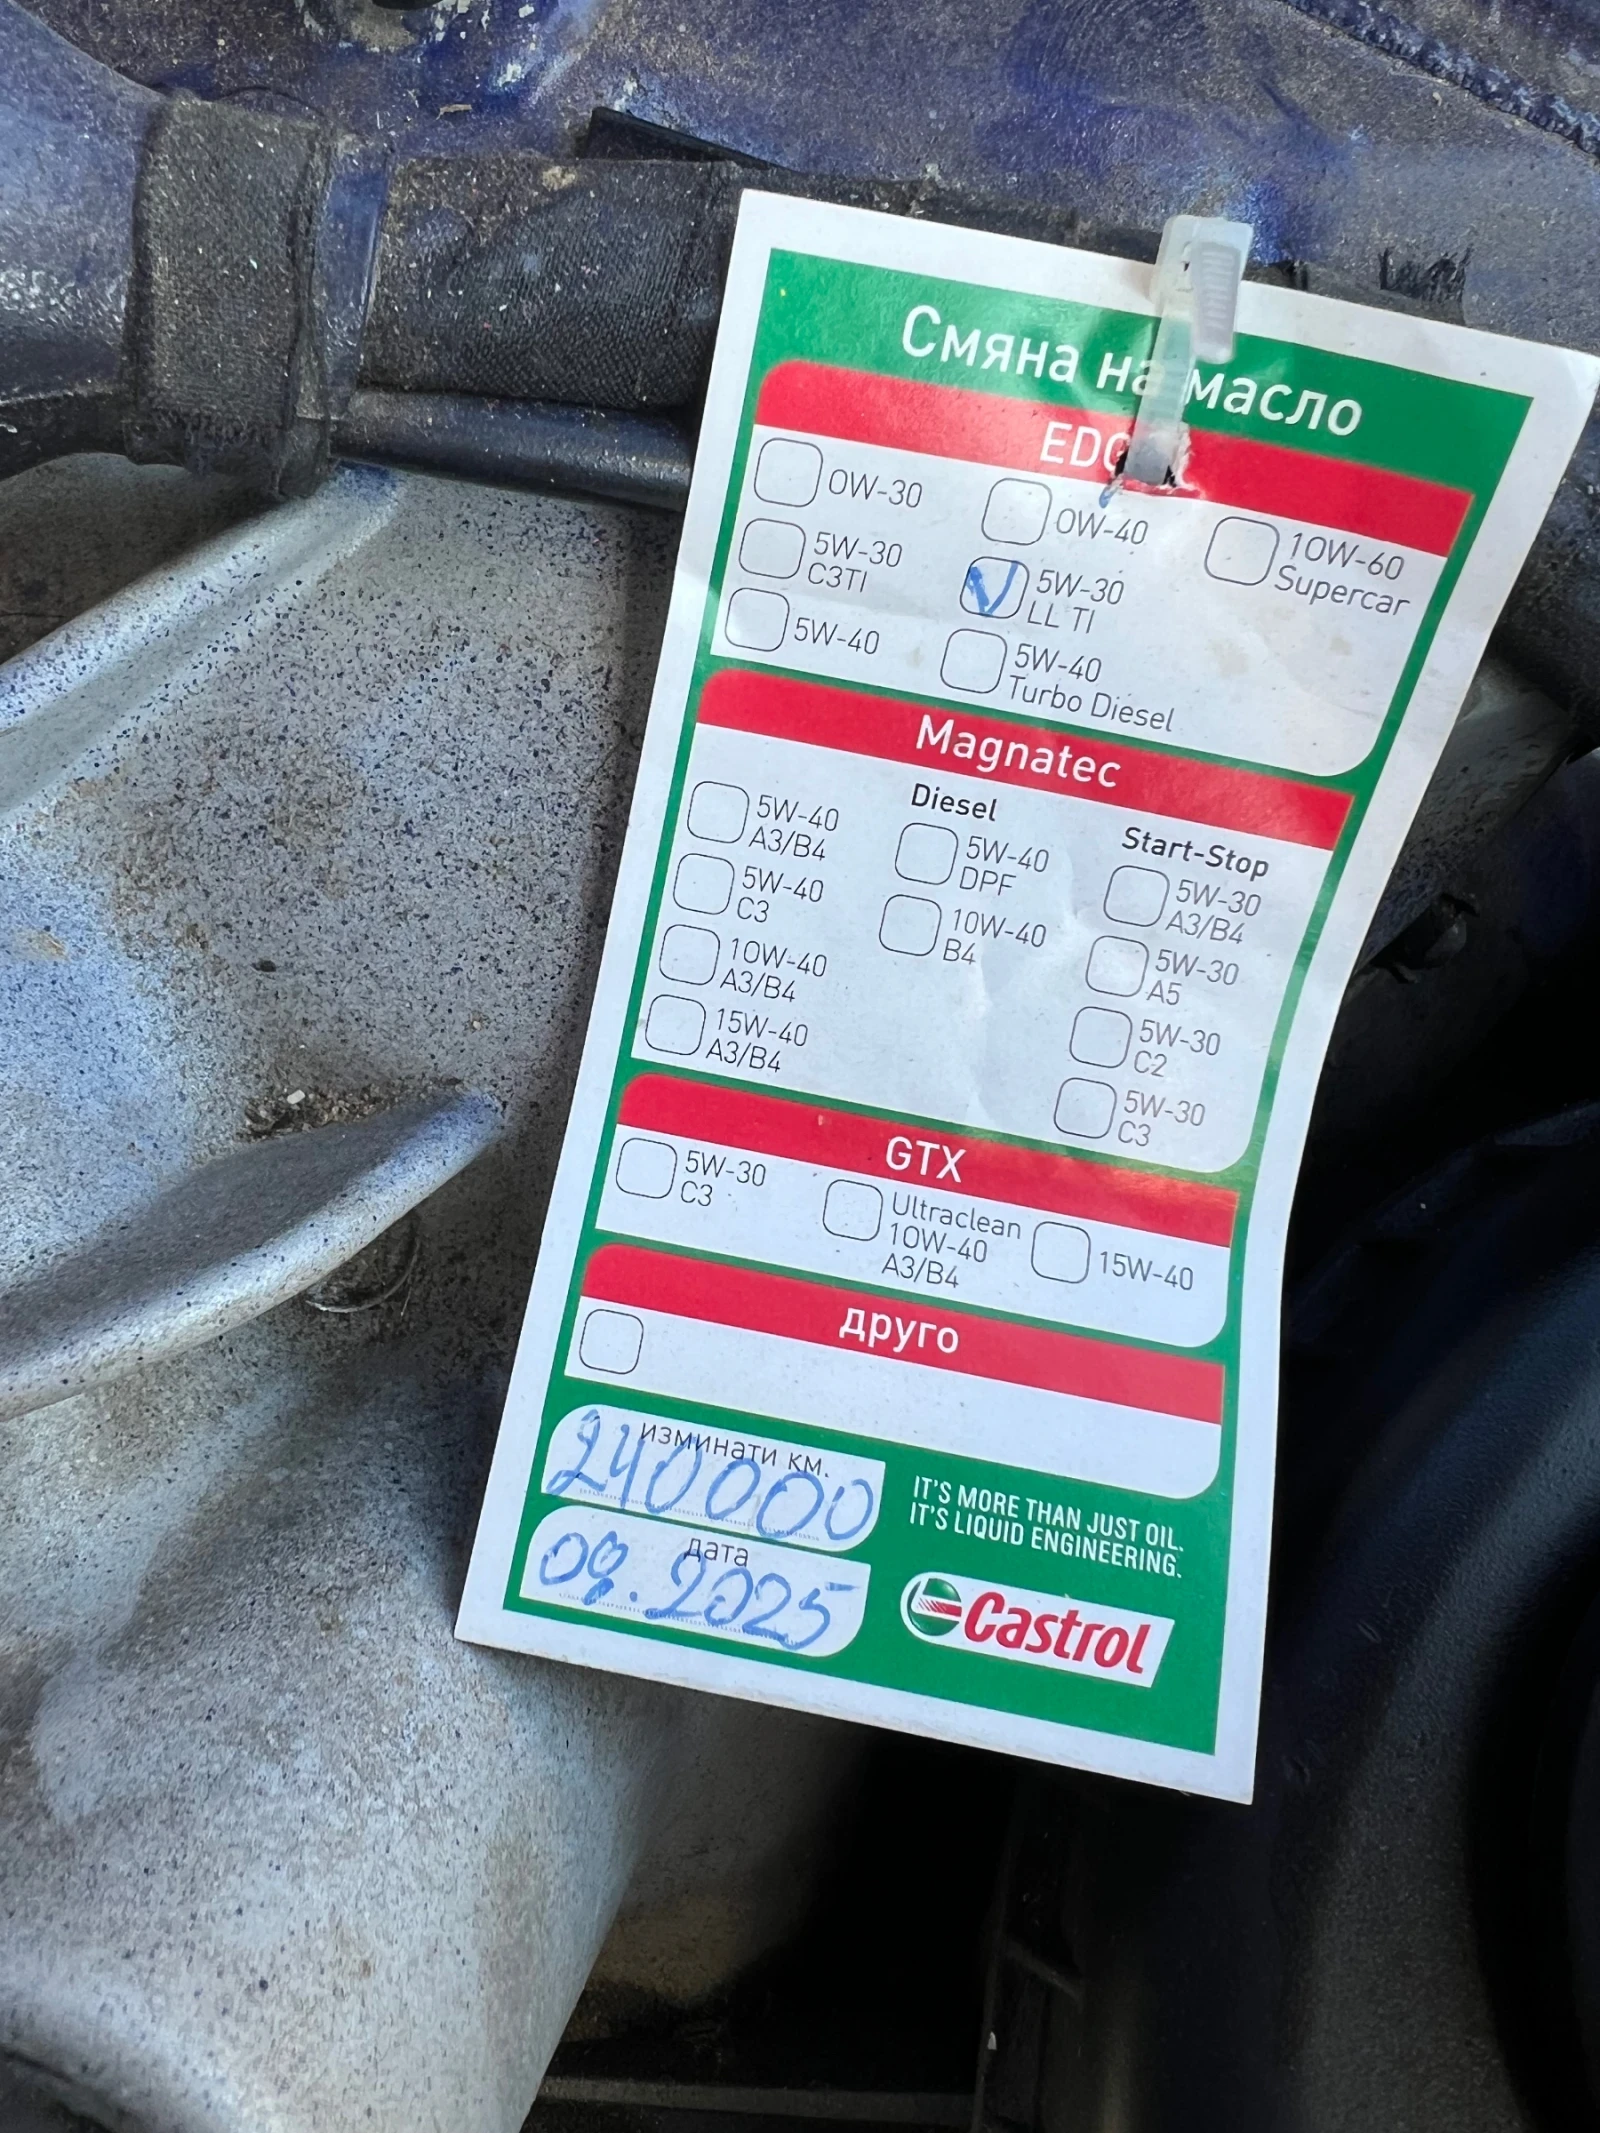 Смяна на масло
EDG
0W-30
0W-40
10W-60
Supercar
5W-30
C3TI
5W-30
LL TI
5W-40
5W-40
Turbo Diesel
Magnatec
5W-40
A3/B4
5W-40
C3
10W-40
A3/B4
15W-40
A3/B4
Diesel
5W-40
DPF
10W-40
B4
Start-Stop
5W-30
A3/B4
5W-30
A5
5W-30
C2
5W-30
C3
GTX
5W-30
C3
Ultraclean
10W-40
A3/B4
15W-40
друго
изминати км.
240000
дата
09.2025
IT'S MORE THAN JUST OIL.
IT'S LIQUID ENGINEERING.
Castrol